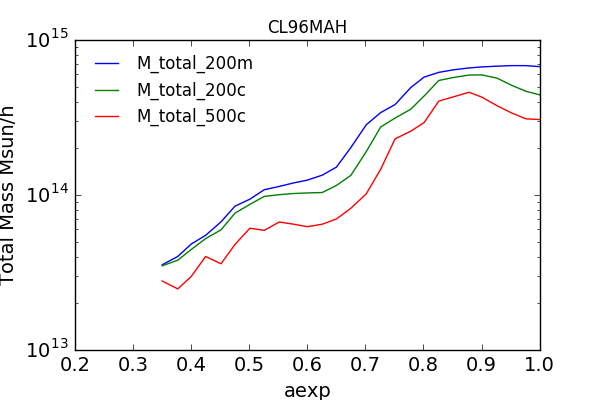 CL96MAH
10^15
M_total_200m
M_total_200c
M_total_500c
Total Mass Msun/h
10^14
10^13
0.2 0.3 0.4 0.5 0.6 0.7 0.8 0.9 1.0
aexp